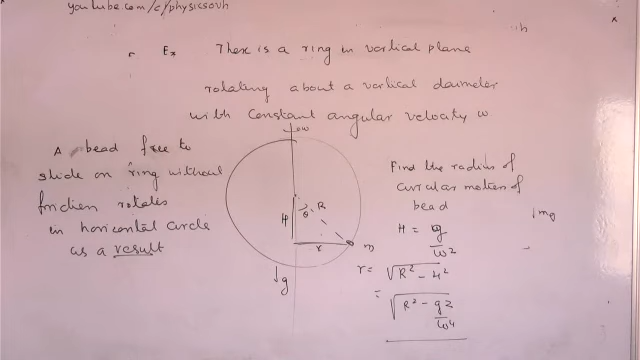 youtube.com/c/physicsouh
Ex There is a ring in vertical plane
rotating about a vertical daimeter
with constant angular velocity ω
A bead free to
slide on ring without
friction rotates
in horizontal circle
as a result
ω
H
θ
R
r
m
↓g
Find the radius of
circular motion of
bead
H = g/ω2
r = √R2 - H2
= √R2 - g2/ω4
↓mg